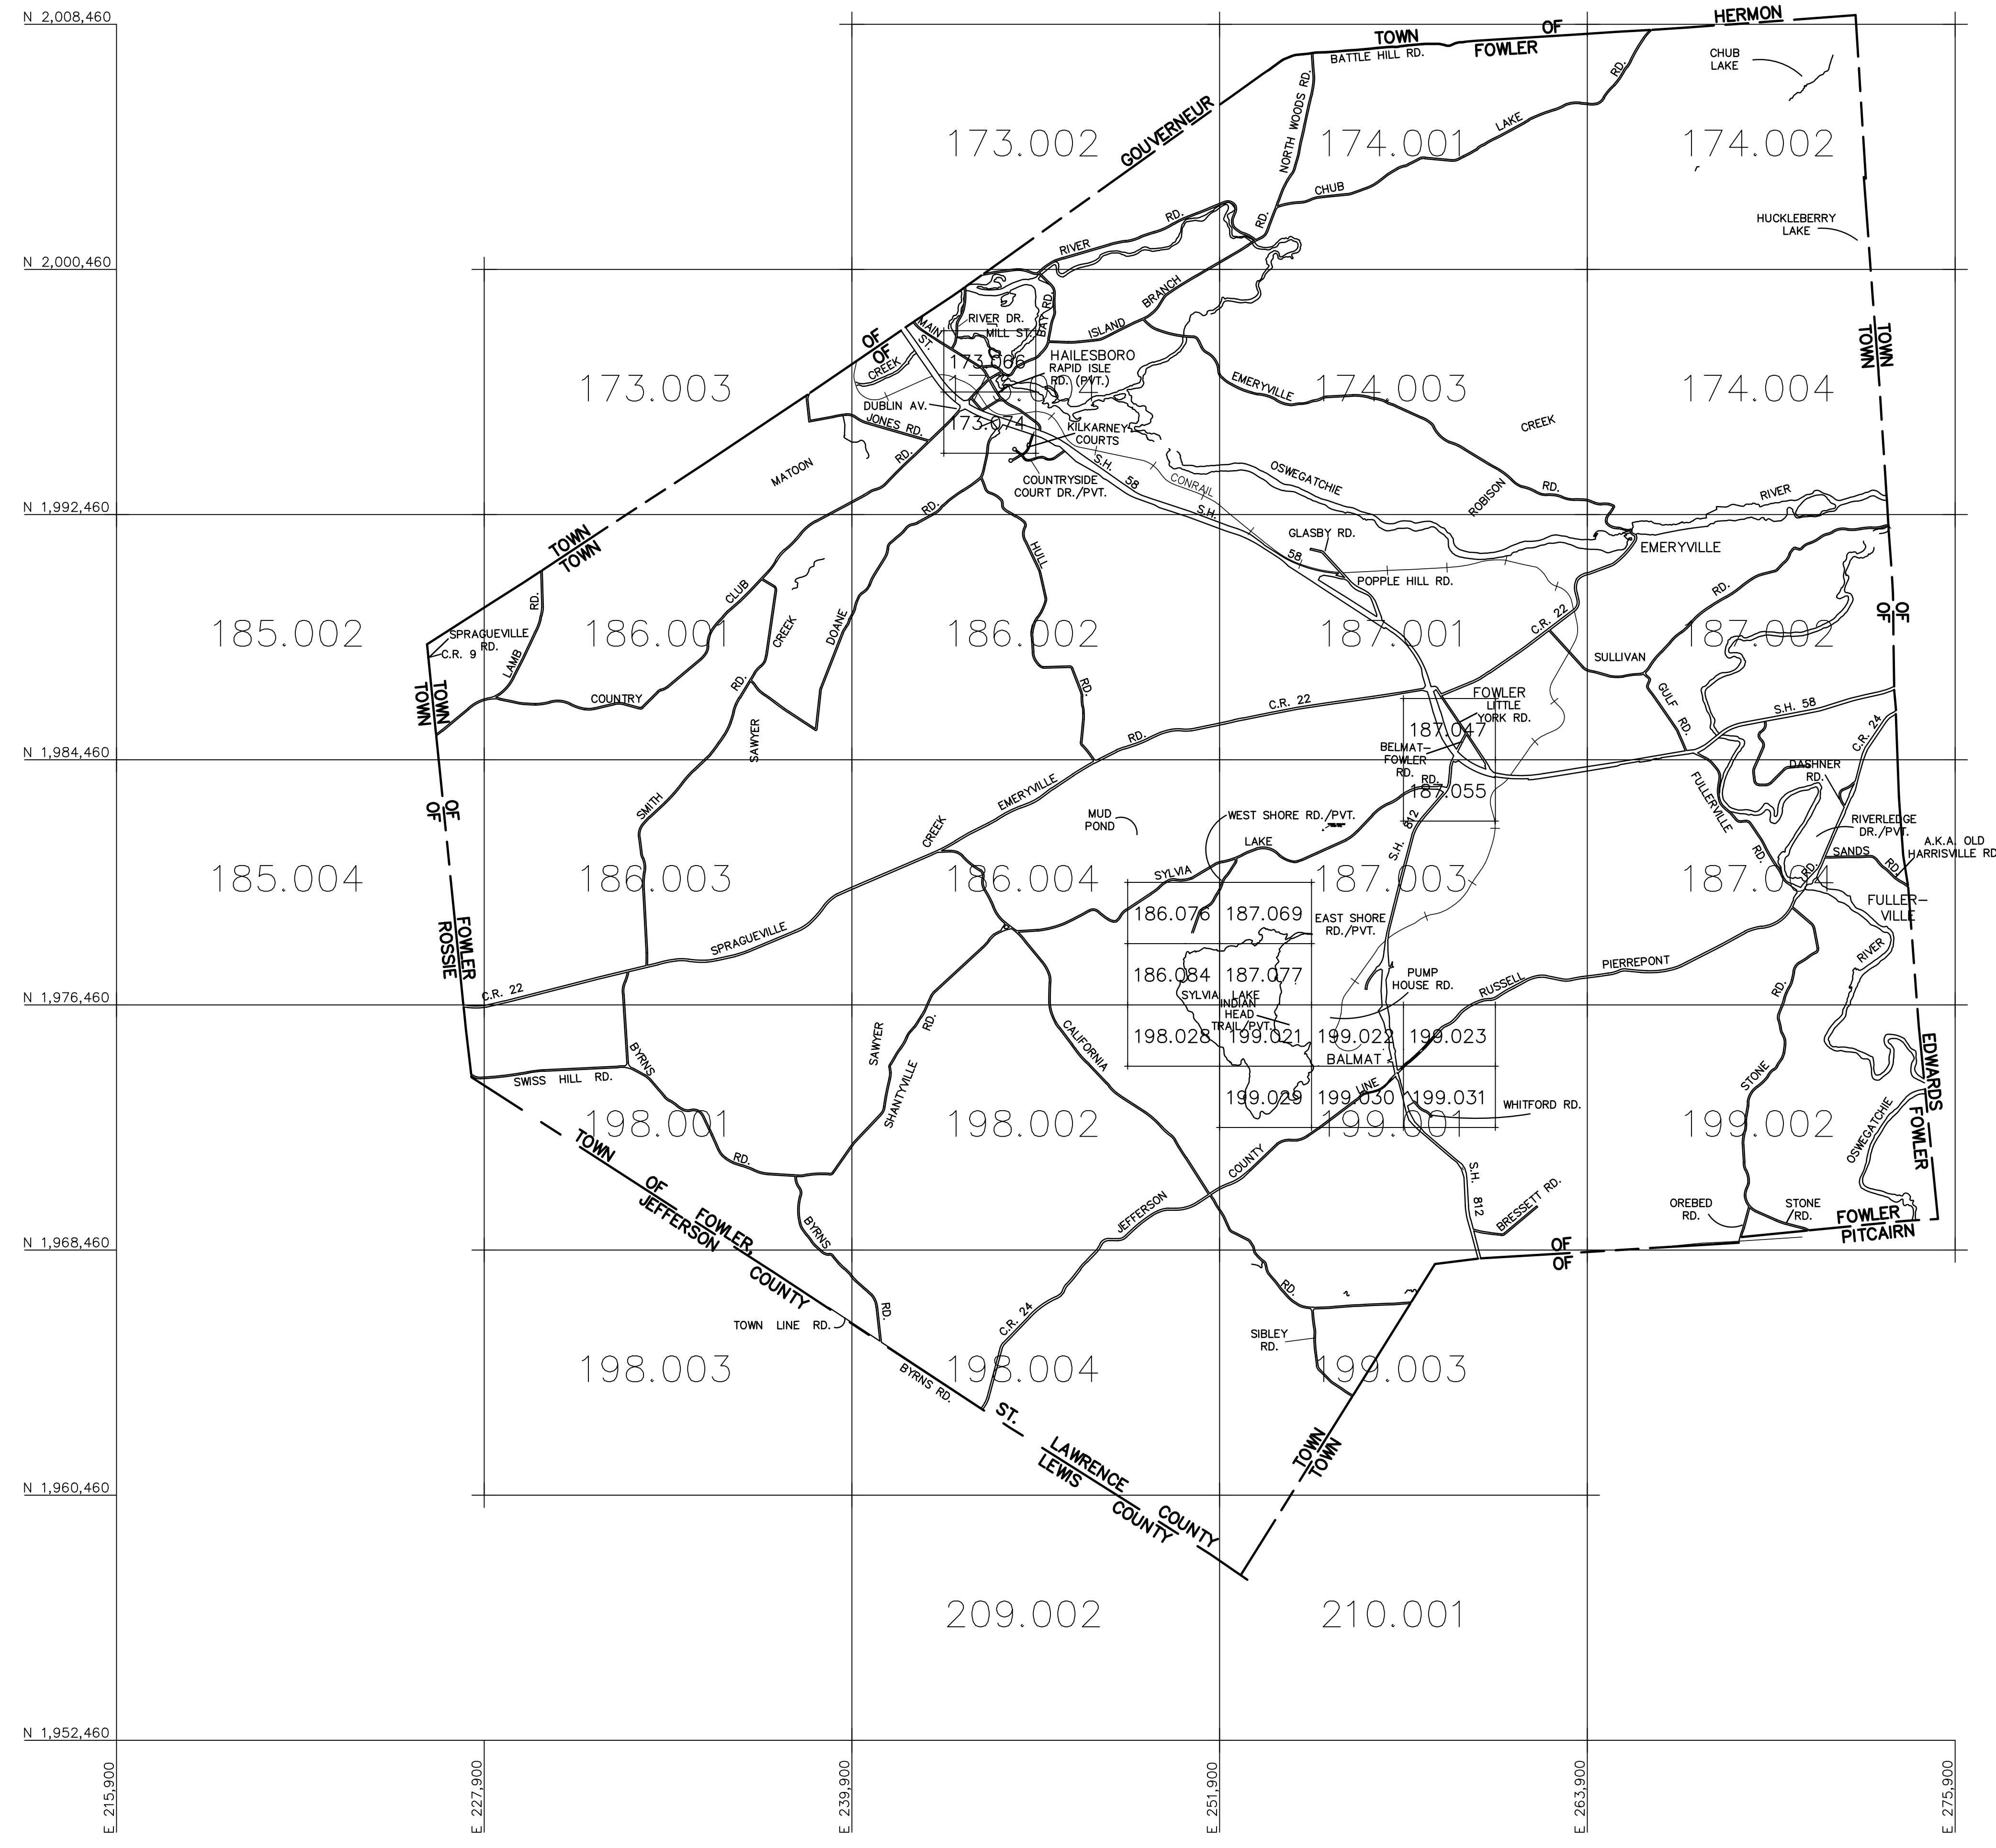 N 2,008,460
HERMON
OF
TOWN
FOWLER
BATTLE HILL RD.
CHUB
LAKE
RD.
NORTH WOODS RD.
GOUVERNEUR
LAKE
173.002
174.001
174.002
CHUB
RD.
RD.
HUCKLEBERRY
LAKE
RIVER
N 2,000,460
BRANCH
BAY RD.
RIVER DR.
MILL ST.
MAIN
ST.
ISLAND
TOWN
TOWN
OF
OF
CREEK
173.066
HAILESBORO
RAPID ISLE
RD. (PVT.)
173.003
173.004
EMERYVILLE
174.003
174.004
DUBLIN AV.
JONES RD.
173.074
KILKARNEY
COURTS
CREEK
RD.
MATOON
S.H.
58
OSWEGATCHIE
CONRAIL
COUNTRYSIDE
COURT DR./PVT.
ROBISON
RD.
RIVER
N 1,992,460
RD.
S.H.
TOWN
TOWN
HULL
GLASBY RD.
58
EMERYVILLE
POPPLE HILL RD.
RD.
CLUB
RD.
CREEK
DOANE
C.R. 22
OF
OF
185.002
SPRAGUEVILLE
RD.
C.R. 9
LAMB
186.001
186.002
187.001
187.002
SULLIVAN
TOWN
TOWN
COUNTRY
RD.
RD.
C.R. 22
FOWLER
LITTLE
YORK RD.
GULF
RD.
S.H. 58
C.R. 24
SAWYER
RD.
187.047
BELMAT-
FOWLER
RD.
N 1,984,460
RD.
187.055
DASHNER
RD.
EMERYVILLE
FULLERVILLE
RD.
OF
OF
SMITH
MUD
POND
WEST SHORE RD./PVT.
812
S.H.
RIVERLEDGE
DR./PVT.
CREEK
LAKE
A.K.A. OLD
HARRISVILLE RD
SANDS
RD.
185.004
186.003
186.004
SYLVIA
187.003
187.004
RD.
FULLER-
VILLE
186.076
187.069
EAST SHORE
RD./PVT.
FOWLER
ROSSIE
SPRAGUEVILLE
RIVER
186.084
187.077
PUMP
HOUSE RD.
PIERREPONT
RUSSELL
C.R. 22
SYLVIA LAKE
RD.
N 1,976,460
INDIAN
HEAD
TRAIL/PVT.
RD.
SAWYER
CALIFORNIA
198.028
199.021
199.022
199.023
BYRNS
BALMAT
EDWARDS
FOWLER
SWISS HILL RD.
SHANTYVILLE
LINE
STONE
199.029
199.030
199.031
WHITFORD RD.
198.001
198.002
199.001
199.002
OSWEGATCHIE
TOWN
RD.
COUNTY
S.H.
812
OF
JEFFERSON
BRESSETT RD.
FOWLER,
JEFFERSON
BYRNS
OREBED
RD.
STONE
RD.
FOWLER
PITCAIRN
OF
OF
N 1,968,460
COUNTY
RD.
RD.
C.R. 24
TOWN LINE RD.
SIBLEY
RD.
198.003
198.004
199.003
BYRNS RD.
ST.
TOWN
TOWN
LAWRENCE
LEWIS
N 1,960,460
COUNTY
COUNTY
209.002
210.001
N 1,952,460
E 215,900
E 227,900
E 239,900
E 251,900
E 263,900
E 275,900